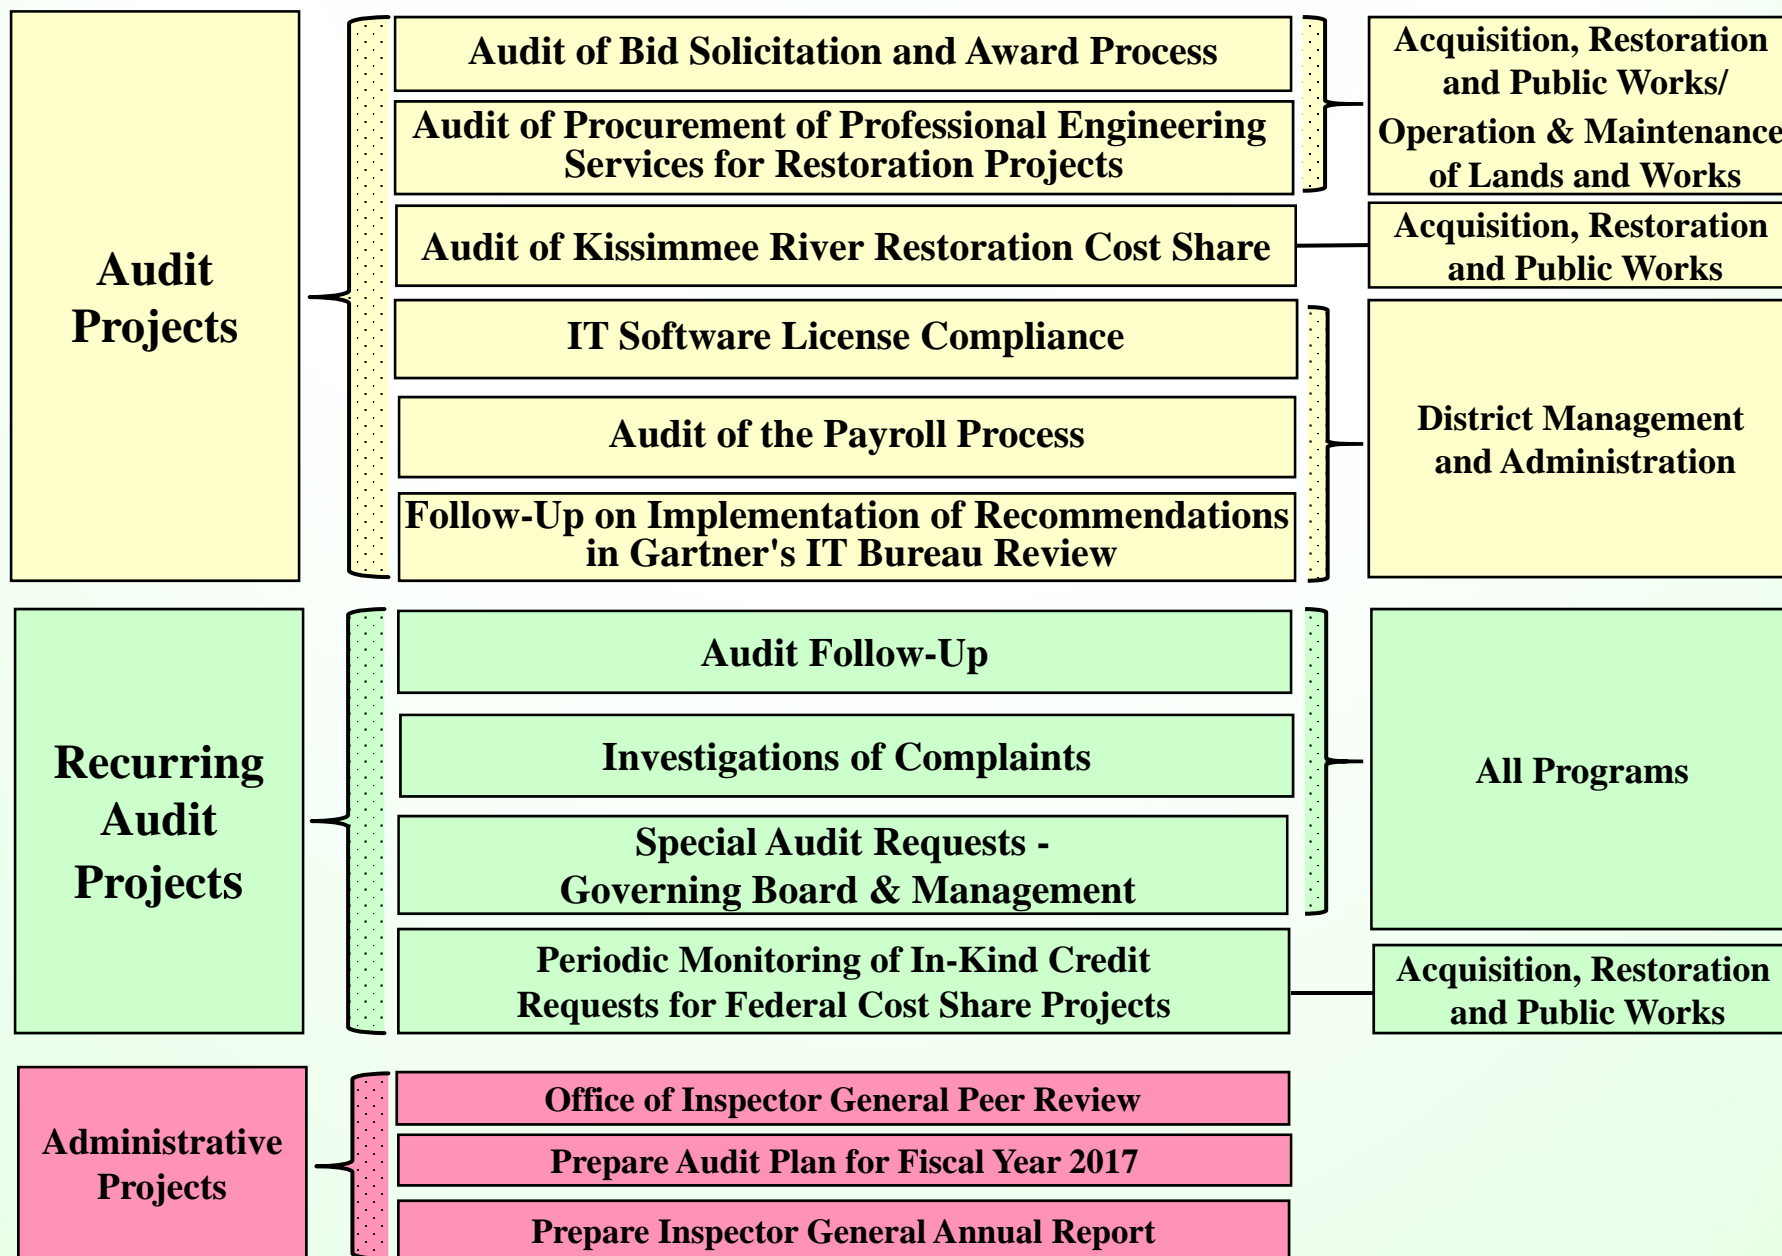 Audit
Projects
Audit of Bid Solicitation and Award Process
Audit of Procurement of Professional Engineering
Services for Restoration Projects
Acquisition, Restoration
and Public Works/
Operation & Maintenance
of Lands and Works
Audit of Kissimmee River Restoration Cost Share
Acquisition, Restoration
and Public Works
IT Software License Compliance
Audit of the Payroll Process
Follow-Up on Implementation of Recommendations
in Gartner's IT Bureau Review
District Management
and Administration
Recurring
Audit
Projects
Audit Follow-Up
Investigations of Complaints
Special Audit Requests -
Governing Board & Management
All Programs
Periodic Monitoring of In-Kind Credit
Requests for Federal Cost Share Projects
Acquisition, Restoration
and Public Works
Administrative
Projects
Office of Inspector General Peer Review
Prepare Audit Plan for Fiscal Year 2017
Prepare Inspector General Annual Report